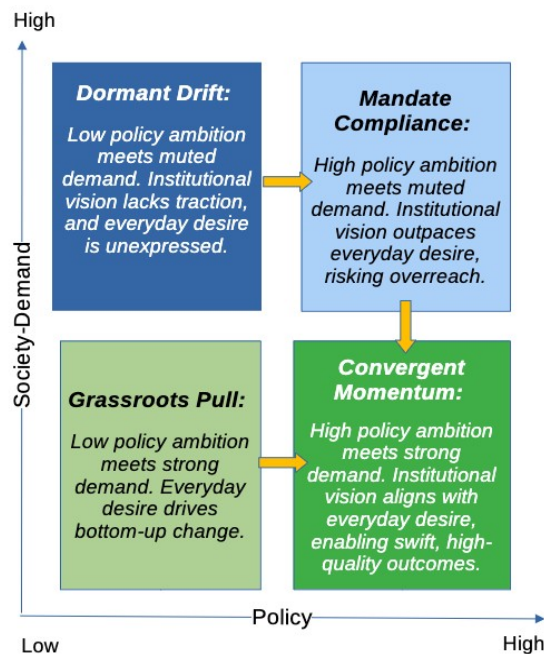 High
Society-Demand
Dormant Drift:
Low policy ambition
meets muted
demand. Institutional
vision lacks traction,
and everyday desire
is unexpressed.
Mandate
Compliance:
High policy ambition
meets muted
demand. Institutional
vision outpaces
everyday desire,
risking overreach.
Grassroots Pull:
Low policy ambition
meets strong
demand. Everyday
desire drives
bottom-up change.
Convergent
Momentum:
High policy ambition
meets strong
demand. Institutional
vision aligns with
everyday desire,
enabling swift, high-
quality outcomes.
Policy
Low
High